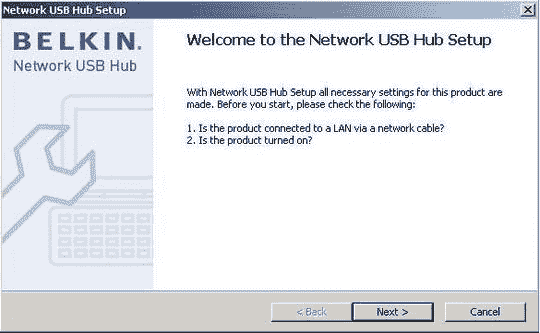 Network USB Hub Setup
BELKIN.
Network USB Hub
Welcome to the Network USB Hub Setup
With Network USB Hub Setup all necessary settings for this product are
made. Before you start, please check the following:
1. Is the product connected to a LAN via a network cable?
2. Is the product turned on?
< Back
Next >
Cancel